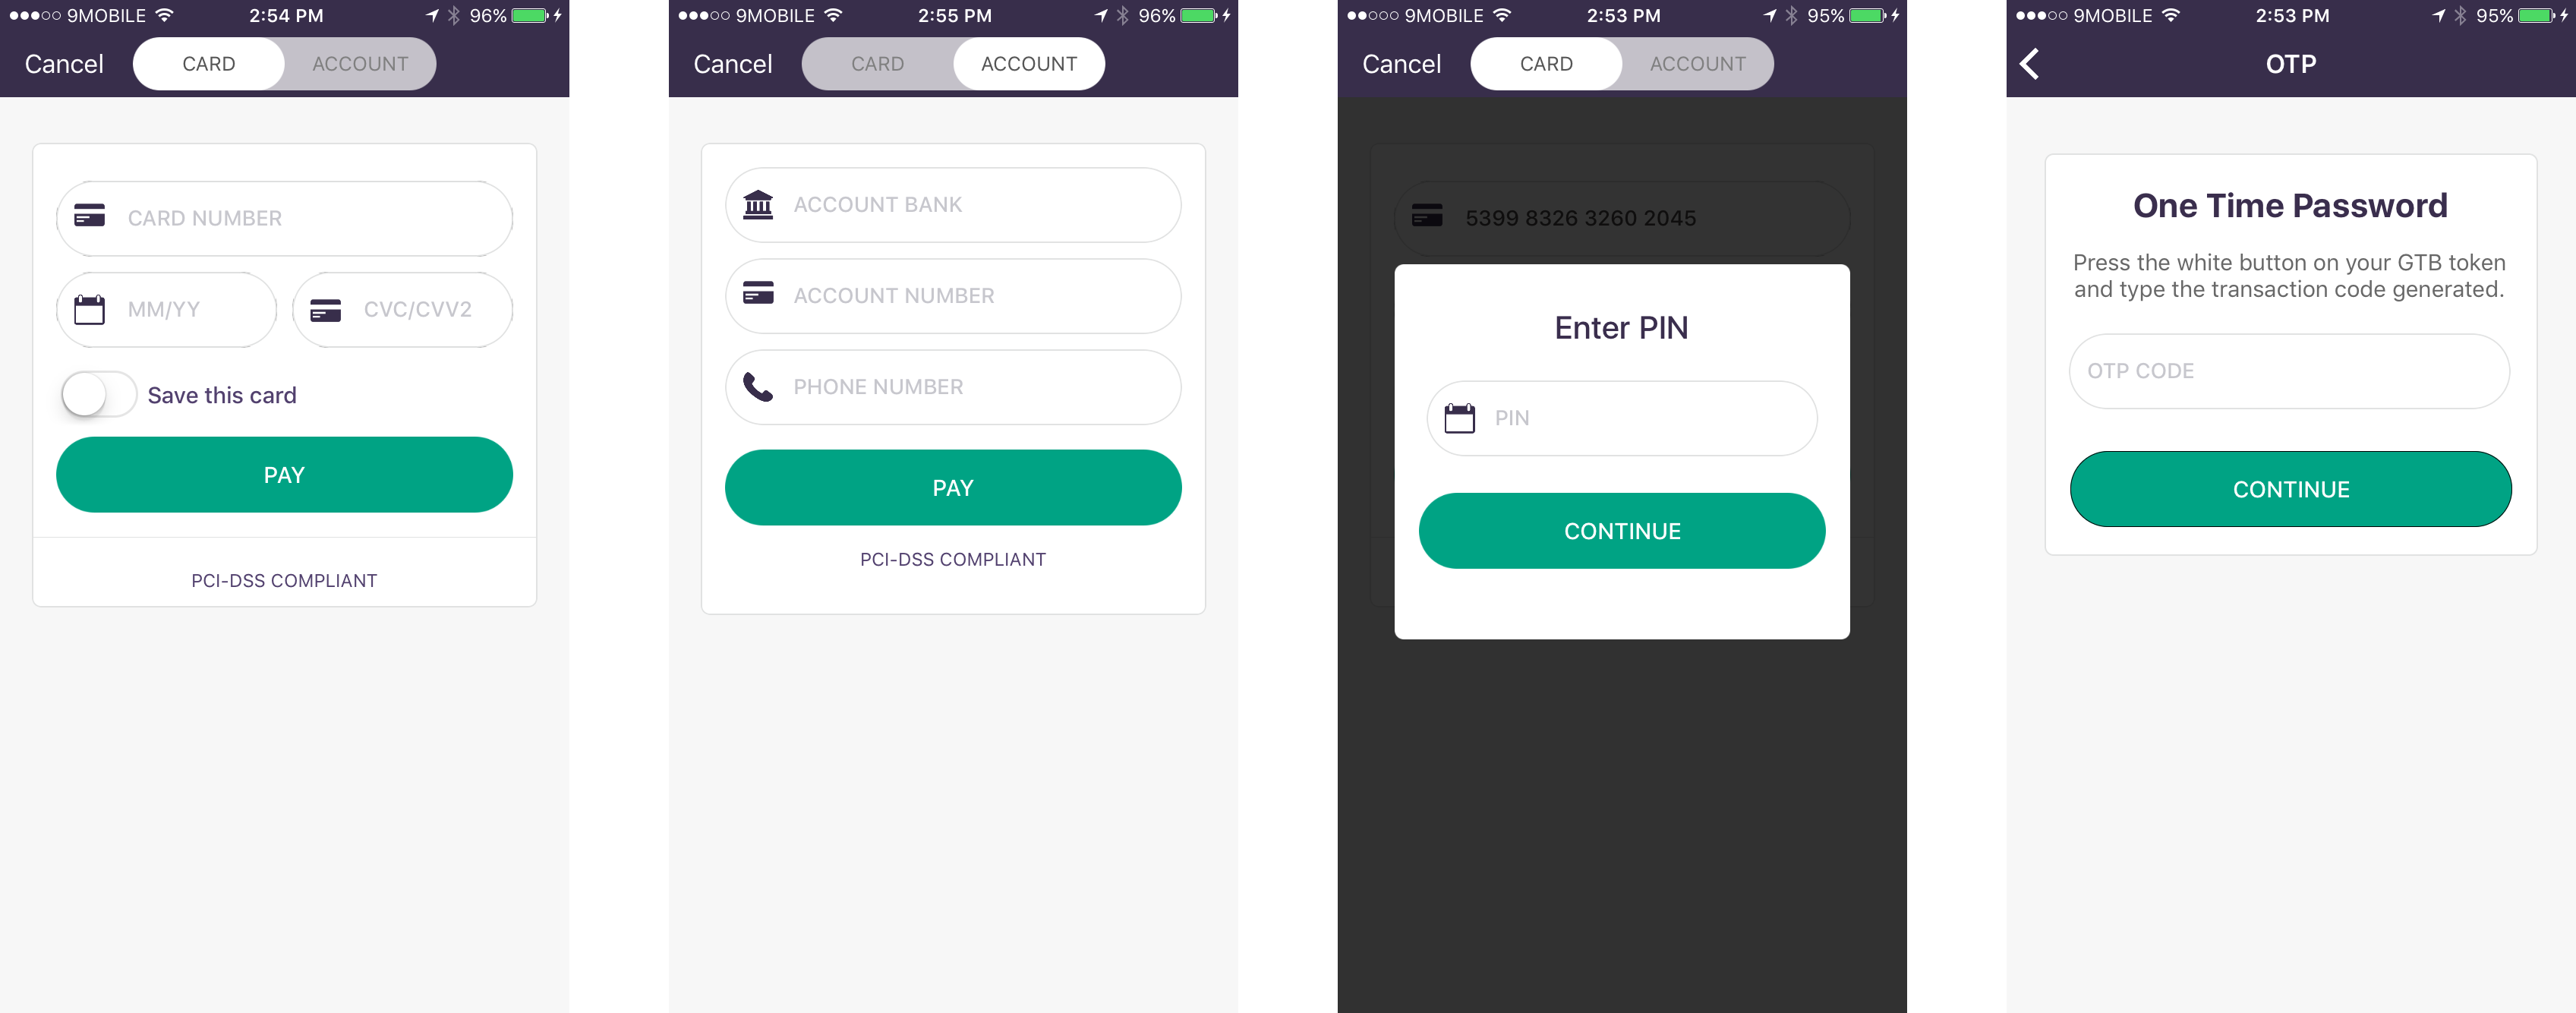 9MOBILE 2:54 PM 96%
Cancel CARD ACCOUNT
CARD NUMBER
MM/YY CVC/CVV2
Save this card
PAY
PCI-DSS COMPLIANT
9MOBILE 2:55 PM 96%
Cancel CARD ACCOUNT
ACCOUNT BANK
ACCOUNT NUMBER
PHONE NUMBER
PAY
PCI-DSS COMPLIANT
9MOBILE 2:53 PM 95%
Cancel CARD ACCOUNT
5399 8326 3260 2045
Enter PIN
PIN
CONTINUE
9MOBILE 2:53 PM 95%
OTP
One Time Password
Press the white button on your GTB token
and type the transaction code generated.
OTP CODE
CONTINUE